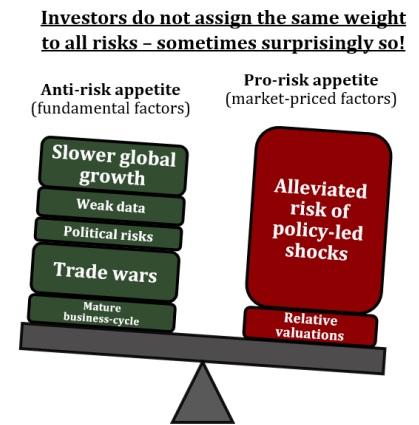 Investors do not assign the same weight
to all risks – sometimes surprisingly so!
Anti-risk appetite
(fundamental factors)
Slower global
growth
Weak data
Political risks
Trade wars
Mature
business-cycle
Pro-risk appetite
(market-priced factors)
Alleviated
risk of
policy-led
shocks
Relative
valuations